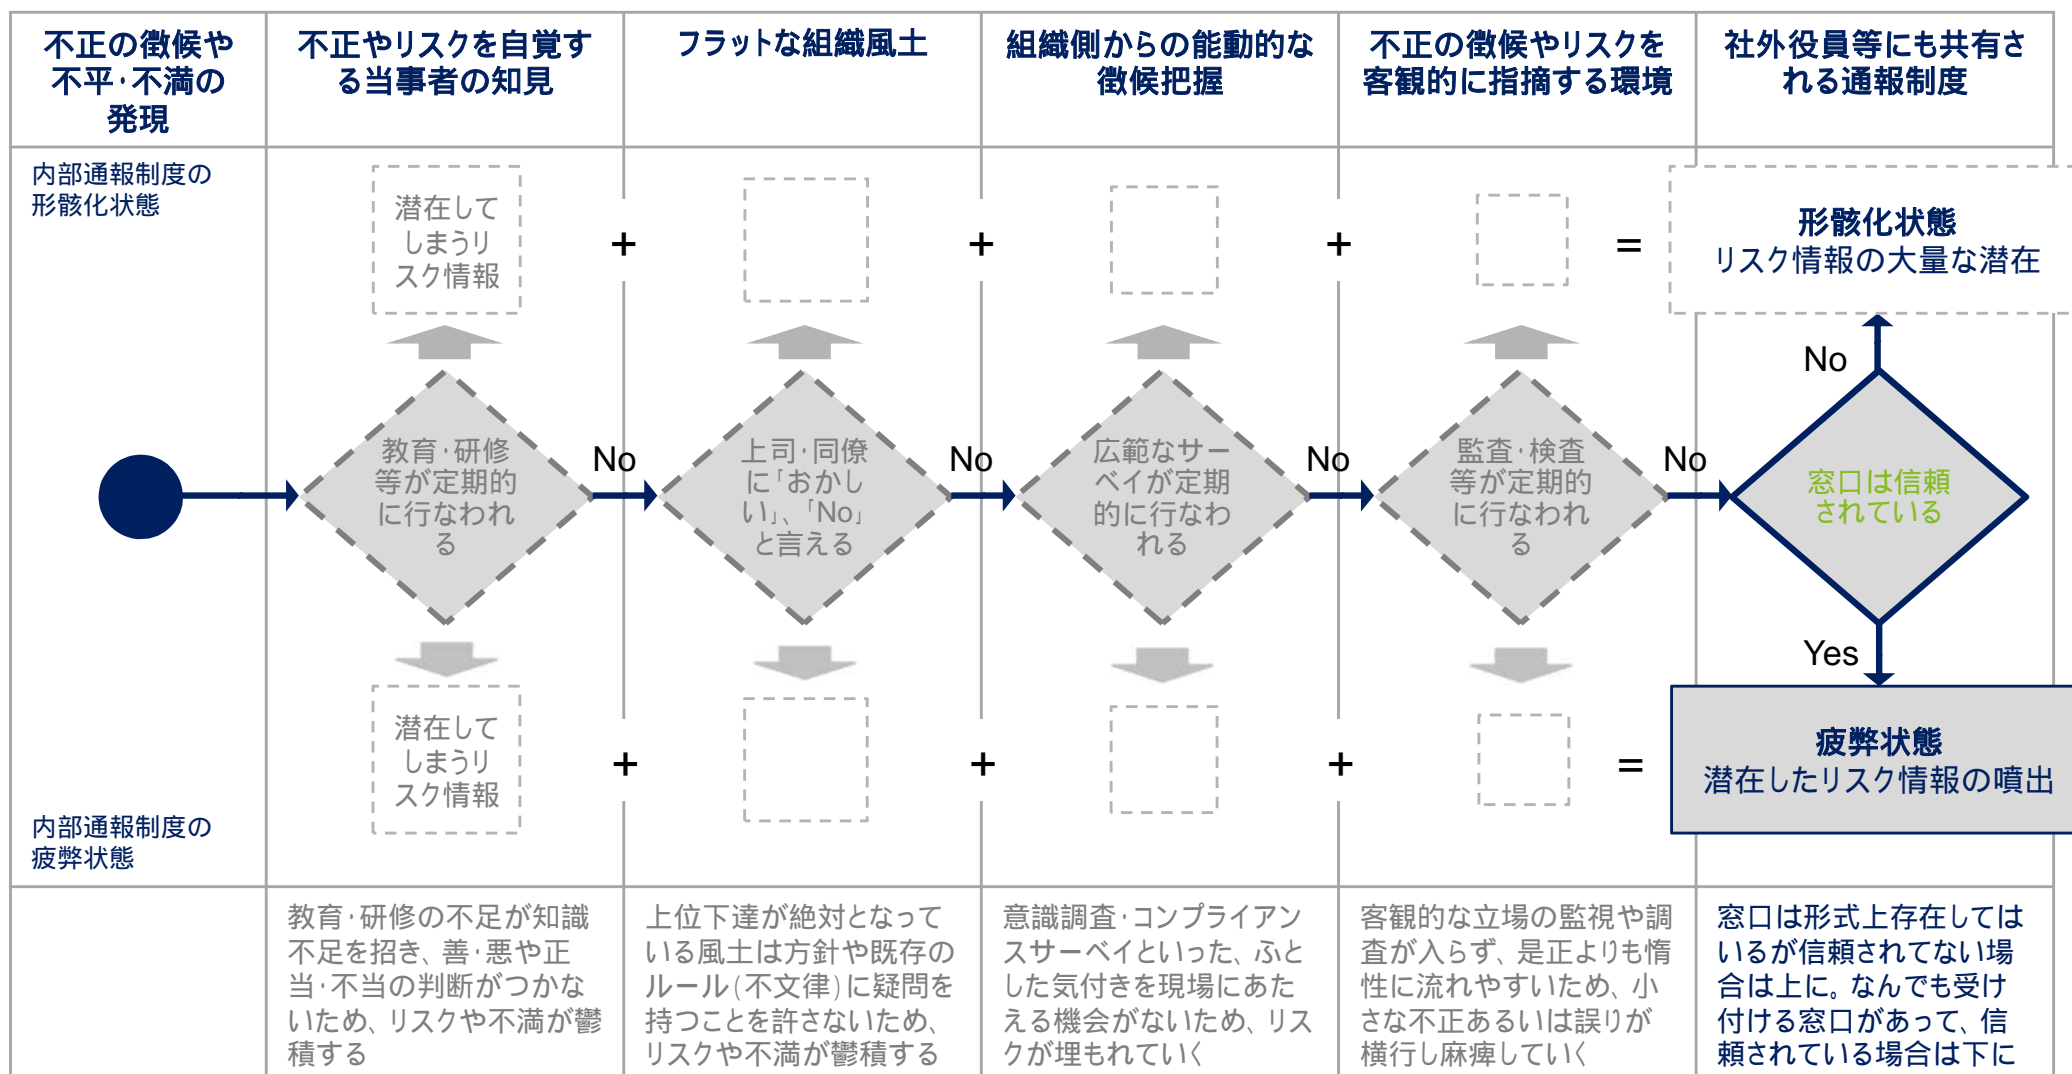 不正の徴候や
不平・不満の
発現
不正やリスクを自覚す
る当事者の知見
フラットな組織風土
組織側からの能動的な
徴候把握
不正の徴候やリスクを
客観的に指摘する環境
社外役員等にも共有さ
れる通報制度
内部通報制度の
形骸化状態
潜在して
しまうリ
スク情報
+
+
+
=
形骸化状態
リスク情報の大量な潜在
No
教育・研修
等が定期的
に行なわれ
る
No
上司・同僚
に「おかし
い」、「No」
と言える
No
広範なサー
ベイが定期
的に行なわ
れる
No
監査・検査
等が定期的
に行なわれ
る
No
窓口は信頼
されている
Yes
潜在して
しまうリ
スク情報
+
+
+
=
疲弊状態
潜在したリスク情報の噴出
内部通報制度の
疲弊状態
教育・研修の不足が知識
不足を招き、善・悪や正
当・不当の判断がつかな
いため、リスクや不満が鬱
積する
上位下達が絶対となって
いる風土は方針や既存の
ルール(不文律)に疑問を
持つことを許さないため、
リスクや不満が鬱積する
意識調査・コンプライアン
スサーベイといった、ふと
した気付きを現場にあた
える機会がないため、リス
クが埋もれていく
客観的な立場の監視や調
査が入らず、是正よりも惰
性に流れやすいため、小
さな不正あるいは誤りが
横行し麻痺していく
窓口は形式上存在しては
いるが信頼されてない場
合は上に。なんでも受け
付ける窓口があって、信
頼されている場合は下に